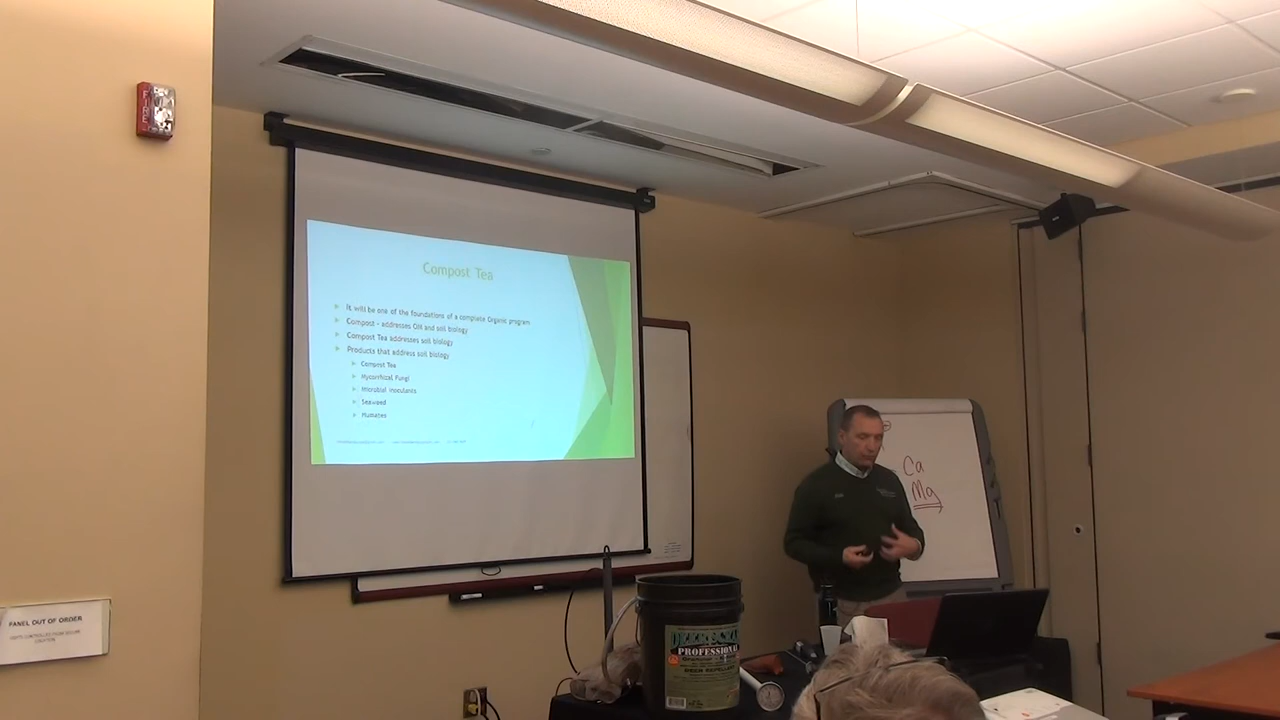 FIRE
Compost Tea
It will be one of the foundations of a complete Organic program
Compost - addresses OM and soil biology
Compost Tea addresses soil biology
Products that address soil biology
Compost Tea
Mycorrhizal Fungi
Microbial Inoculants
Seaweed
Humates
Ca
Mg
PANEL OUT OF ORDER
PROFESSIONAL
DEER REPELLENT